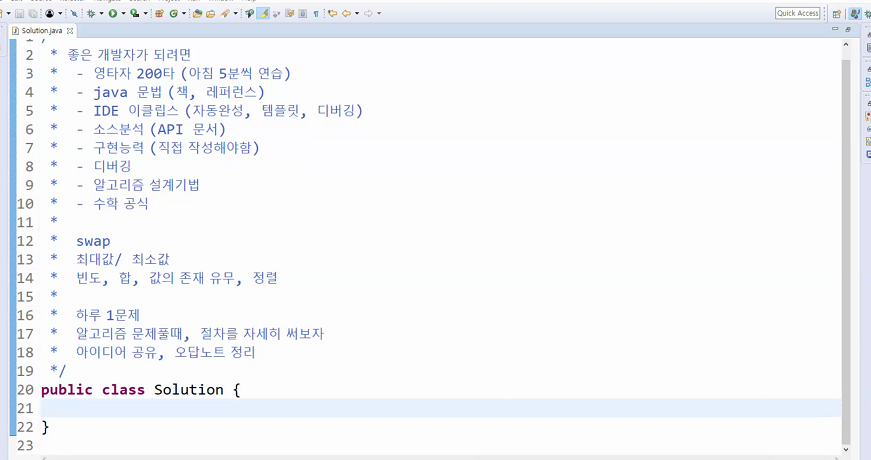 Quick Access
Solution.java
2 * 좋은 개발자가 되려면
3 * - 영타자 200타 (아침 5분씩 연습)
4 * - java 문법 (책, 레퍼런스)
5 * - IDE 이클립스 (자동완성, 템플릿, 디버깅)
6 * - 소스분석 (API 문서)
7 * - 구현능력 (직접 작성해야함)
8 * - 디버깅
9 * - 알고리즘 설계기법
10 * - 수학 공식
11 *
12 * swap
13 * 최대값/ 최소값
14 * 빈도, 합, 값의 존재 유무, 정렬
15 *
16 * 하루 1문제
17 * 알고리즘 문제풀때, 절차를 자세히 써보자
18 * 아이디어 공유, 오답노트 정리
19 */
20 public class Solution {
21
22 }
23